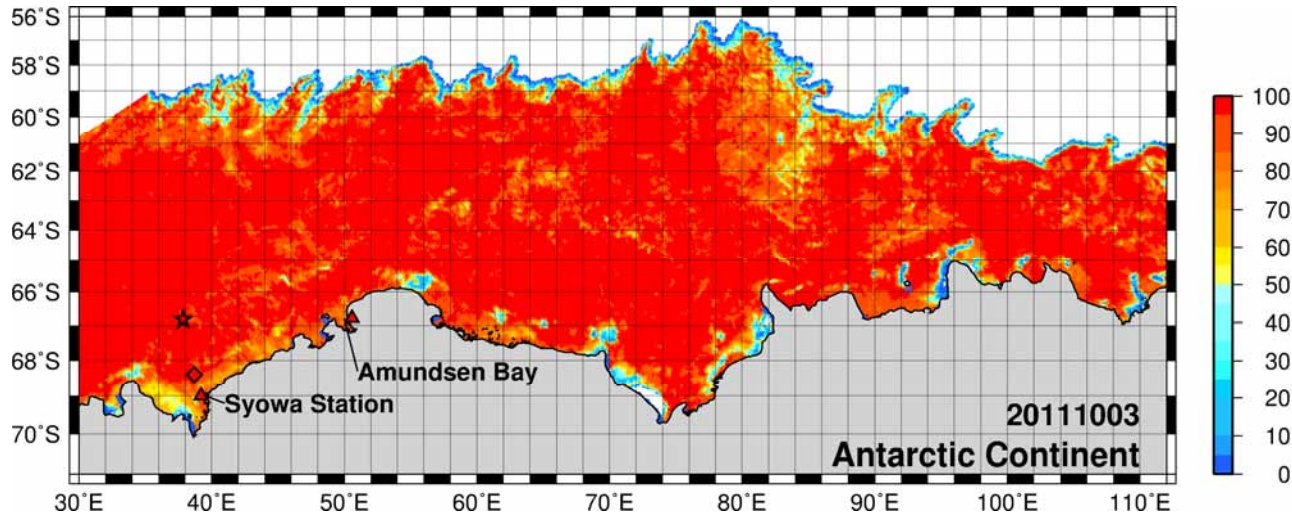 56°S
58°S
60°S
62°S
64°S
66°S
68°S
70°S
Amundsen Bay
Syowa Station
20111003
Antarctic Continent
30°E 40°E 50°E 60°E 70°E 80°E 90°E 100°E 110°E
100
90
80
70
60
50
40
30
20
10
0